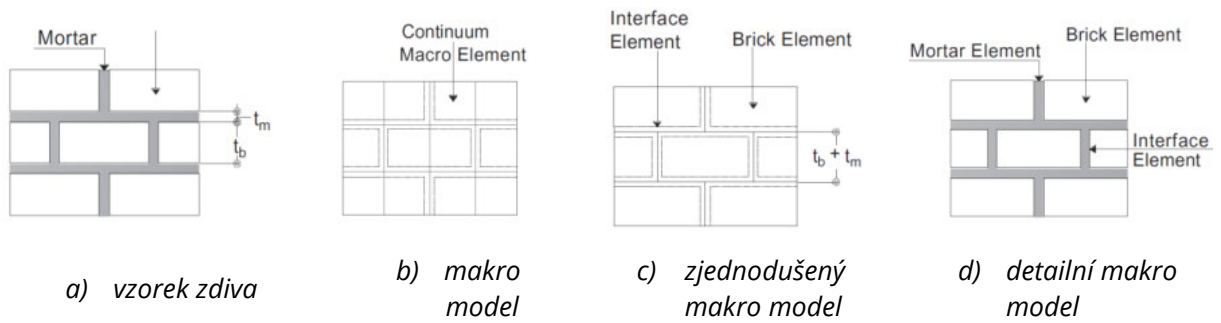 Mortar
t_m
t_b
Continuum
Macro Element
Interface
Element
Brick Element
t_b + t_m
Brick Element
Mortar Element
Interface
Element
a) vzorek zdiva
b) makro
model
c) zjednodušený
makro model
d) detailní makro
model